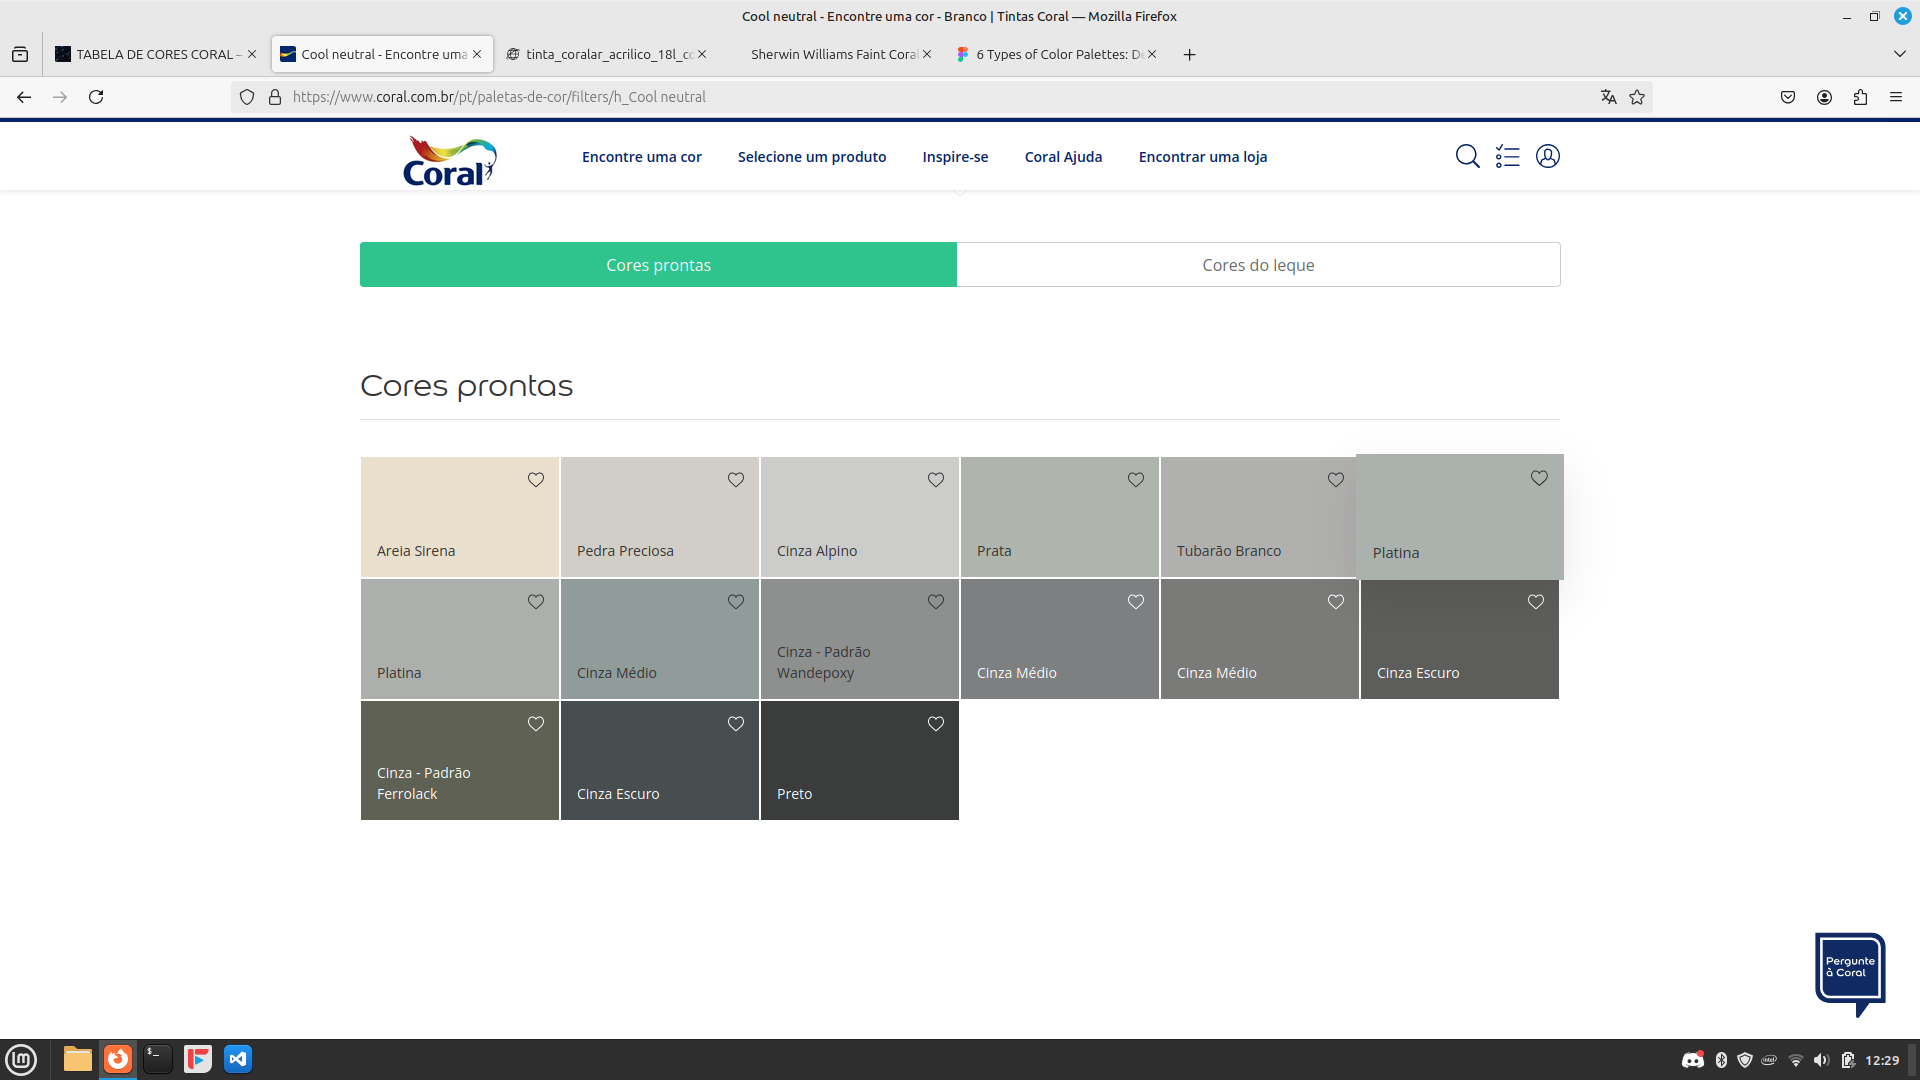 Cool neutral - Encontre uma cor - Branco | Tintas Coral — Mozilla Firefox
TABELA DE CORES CORAL –
Cool neutral - Encontre uma
tinta_coralar_acrilico_18l_cc
Sherwin Williams Faint Coral
6 Types of Color Palettes: De
https://www.coral.com.br/pt/paletas-de-cor/filters/h_Cool neutral
Coral
Encontre uma cor
Selecione um produto
Inspire-se
Coral Ajuda
Encontrar uma loja
Cores prontas
Cores do leque
Cores prontas
Areia Sirena
Pedra Preciosa
Cinza Alpino
Prata
Tubarão Branco
Platina
Platina
Cinza Médio
Cinza - Padrão
Wandepoxy
Cinza Médio
Cinza Médio
Cinza Escuro
Cinza - Padrão
Ferrolack
Cinza Escuro
Preto
Pergunte
à Coral
12:29